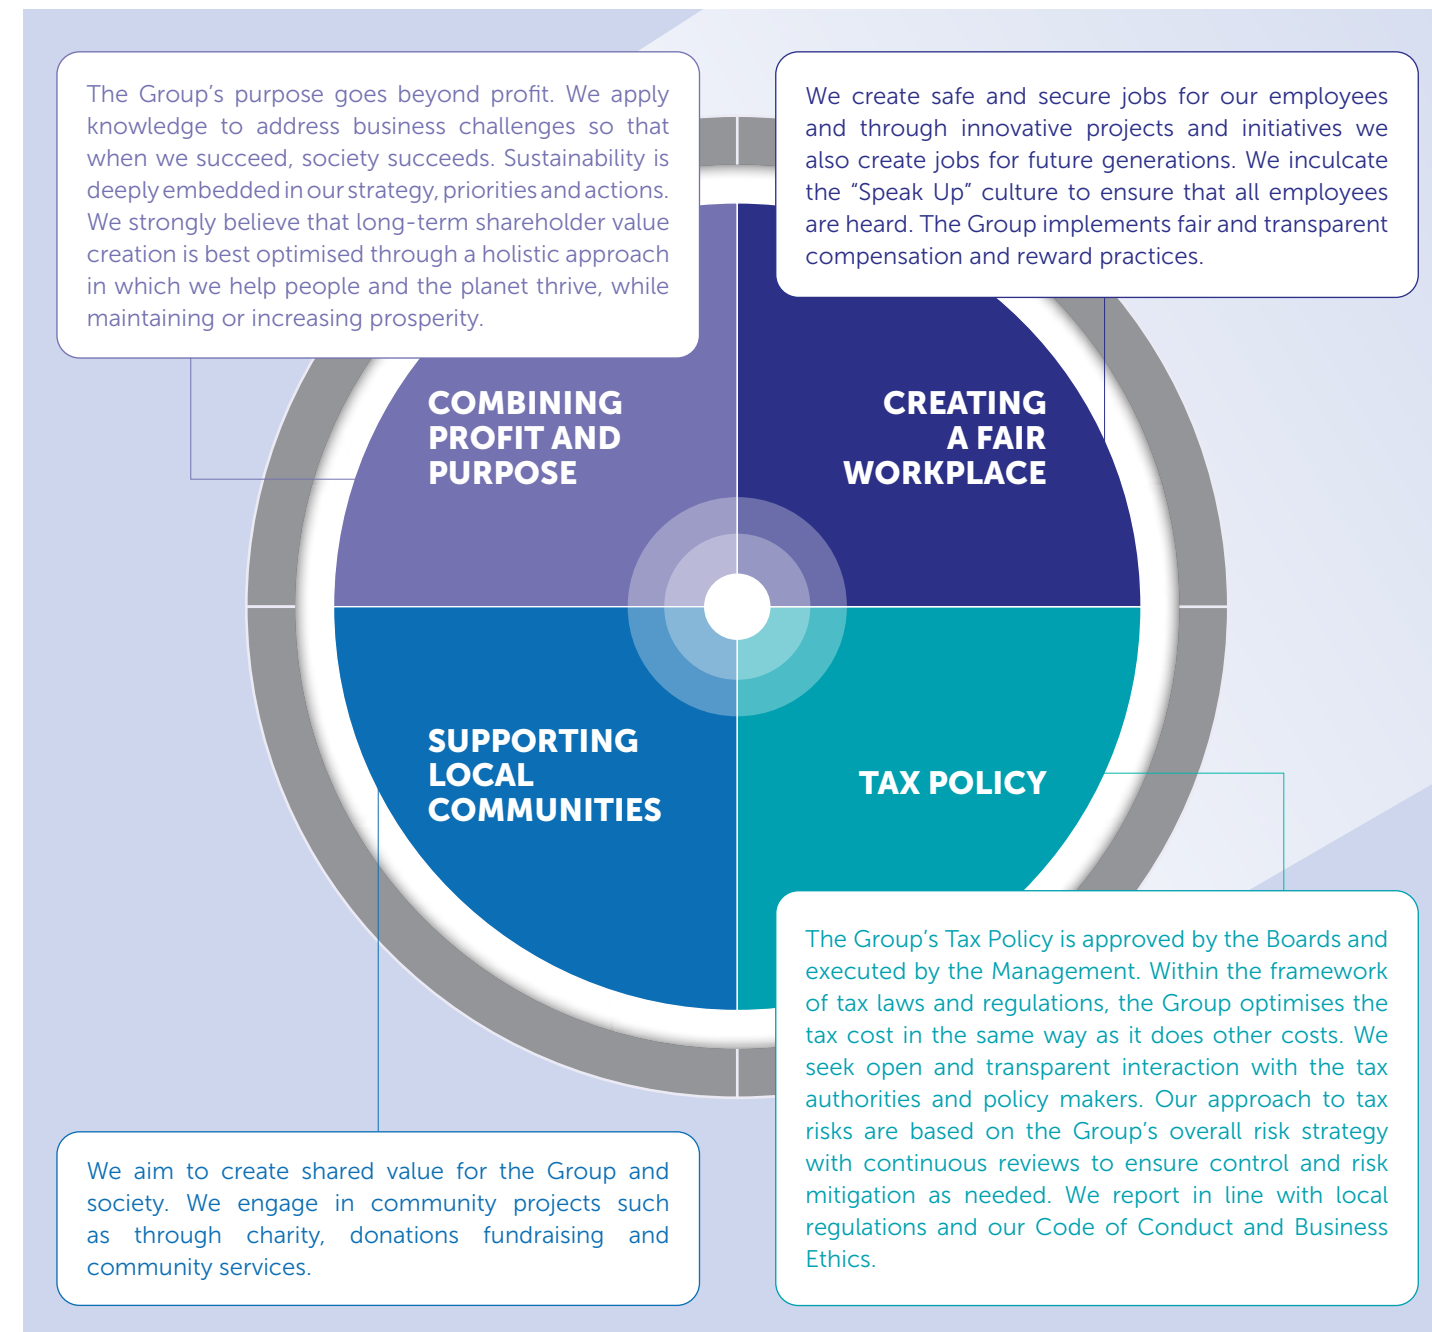 The Group's purpose goes beyond profit. We apply
knowledge to address business challenges so that
when we succeed, society succeeds. Sustainability is
deeply embedded in our strategy, priorities and actions.
We strongly believe that long-term shareholder value
creation is best optimised through a holistic approach
in which we help people and the planet thrive, while
maintaining or increasing prosperity.
We create safe and secure jobs for our employees
and through innovative projects and initiatives we
also create jobs for future generations. We inculcate
the “Speak Up” culture to ensure that all employees
are heard. The Group implements fair and transparent
compensation and reward practices.
COMBINING
PROFIT AND
PURPOSE
CREATING
A FAIR
WORKPLACE
SUPPORTING
LOCAL
COMMUNITIES
TAX POLICY
We aim to create shared value for the Group and
society. We engage in community projects such
as through charity, donations fundraising and
community services.
The Group's Tax Policy is approved by the Boards and
executed by the Management. Within the framework
of tax laws and regulations, the Group optimises the
tax cost in the same way as it does other costs. We
seek open and transparent interaction with the tax
authorities and policy makers. Our approach to tax
risks are based on the Group's overall risk strategy
with continuous reviews to ensure control and risk
mitigation as needed. We report in line with local
regulations and our Code of Conduct and Business
Ethics.